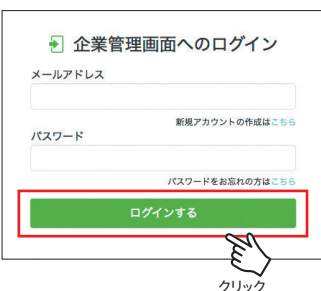 企業管理画面へのログイン
メールアドレス
新規アカウントの作成はこちら
パスワード
パスワードをお忘れの方はこちら
ログインする
クリック